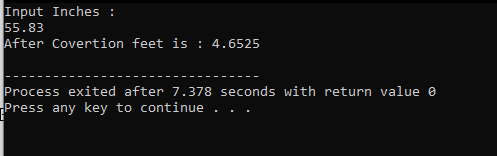 Input Inches :
55.83
After Covertion feet is : 4.6525
--------------------------------
Process exited after 7.378 seconds with return value 0
Press any key to continue . . .